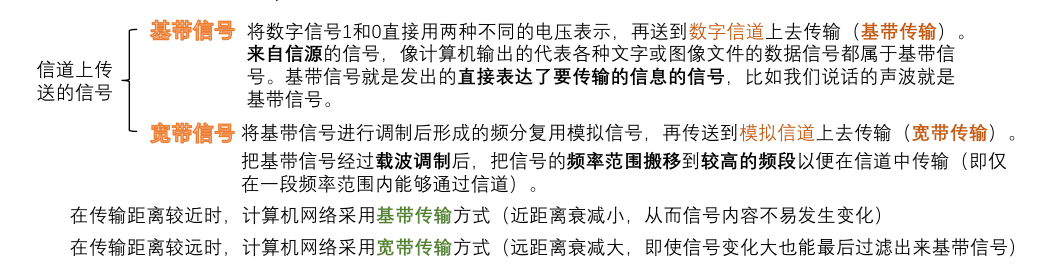 基带信号 将数字信号1和0直接用两种不同的电压表示，再送到数字信道上去传输（基带传输）。
来自信源的信号，像计算机输出的代表各种文字或图像文件的数据信号都属于基带信
号。基带信号就是发出的直接表达了要传输的信息的信号，比如我们说话的声波就是
基带信号。
信道上传
送的信号
宽带信号 将基带信号进行调制后形成的频分复用模拟信号，再传送到模拟信道上去传输（宽带传输）。
把基带信号经过载波调制后，把信号的频率范围搬移到较高的频段以便在信道中传输（即仅
在一段频率范围内能够通过信道）。
在传输距离较近时，计算机网络采用基带传输方式（近距离衰减小，从而信号内容不易发生变化）
在传输距离较远时，计算机网络采用宽带传输方式（远距离衰减大，即使信号变化大也能最后过滤出来基带信号）